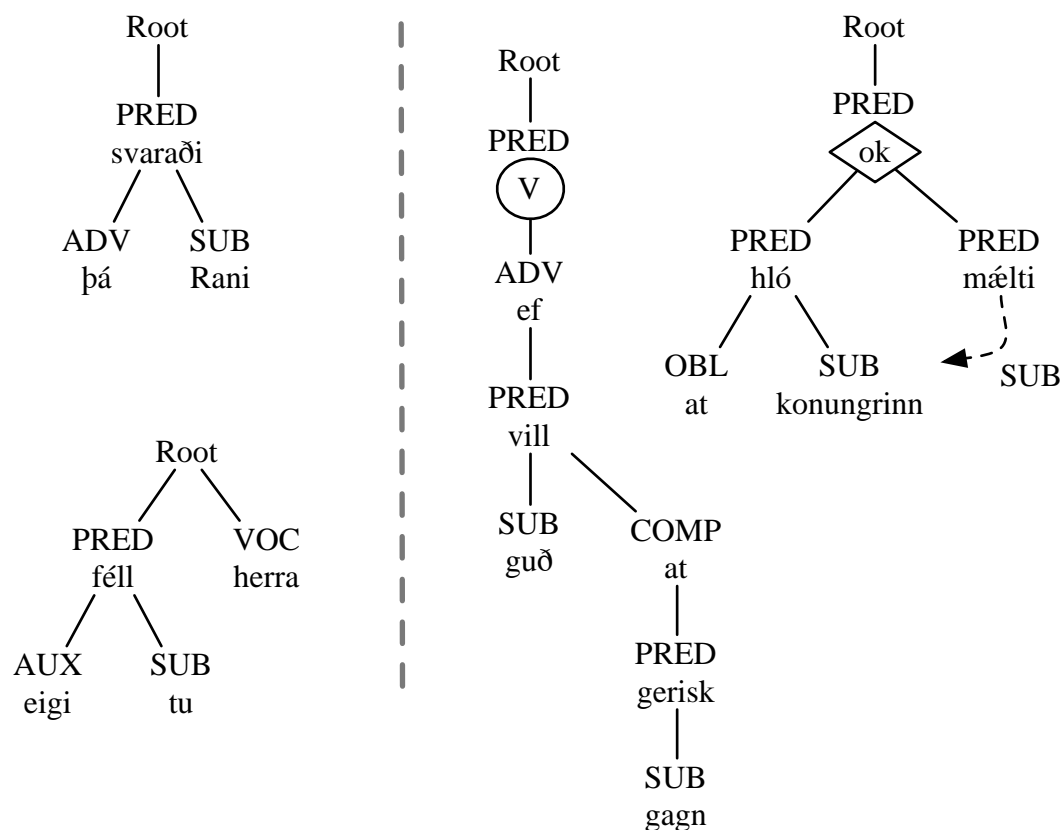 Root
PRED
svaraði
ADV SUB
þá Rani
Root
PRED VOC
féll herra
AUX SUB
eigi tu
Root
PRED
V
ADV
ef
PRED
vill
SUB COMP
guð at
PRED
gerisk
SUB
gagn
Root
PRED
ok
PRED PRED
hló mǽlti
OBL SUB SUB
at konungrinn